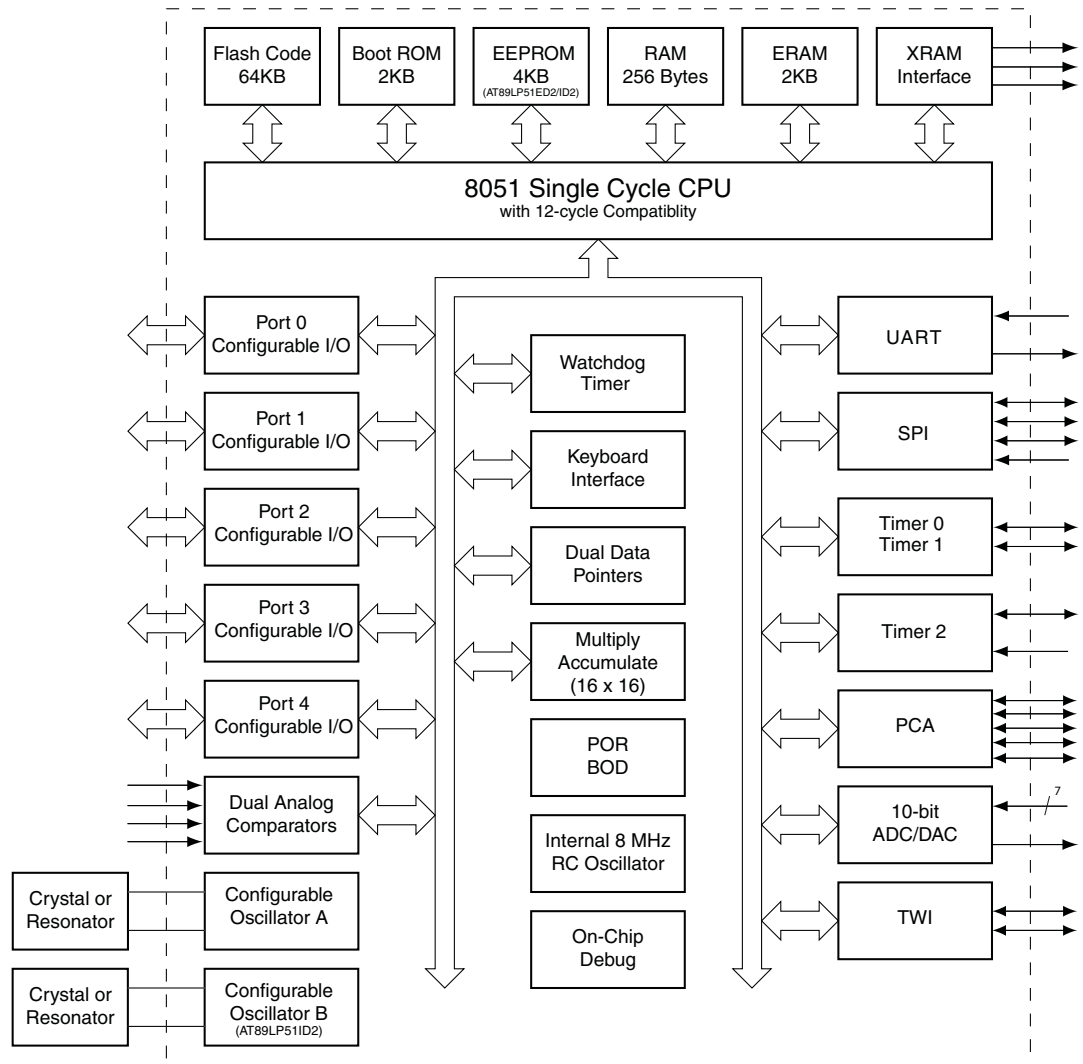 Flash Code
64KB
Boot ROM
2KB
EEPROM
4KB
(AT89LP51ED2/ID2)
RAM
256 Bytes
ERAM
2KB
XRAM
Interface
8051 Single Cycle CPU
with 12-cycle Compatiblity
Port 0
Configurable I/O
Port 1
Configurable I/O
Port 2
Configurable I/O
Port 3
Configurable I/O
Port 4
Configurable I/O
Dual Analog
Comparators
Crystal or
Resonator
Configurable
Oscillator A
Crystal or
Resonator
Configurable
Oscillator B
(AT89LP51ID2)
Watchdog
Timer
Keyboard
Interface
Dual Data
Pointers
Multiply
Accumulate
(16 x 16)
POR
BOD
Internal 8 MHz
RC Oscillator
On-Chip
Debug
UART
SPI
Timer 0
Timer 1
Timer 2
PCA
10-bit
ADC/DAC
7
TWI